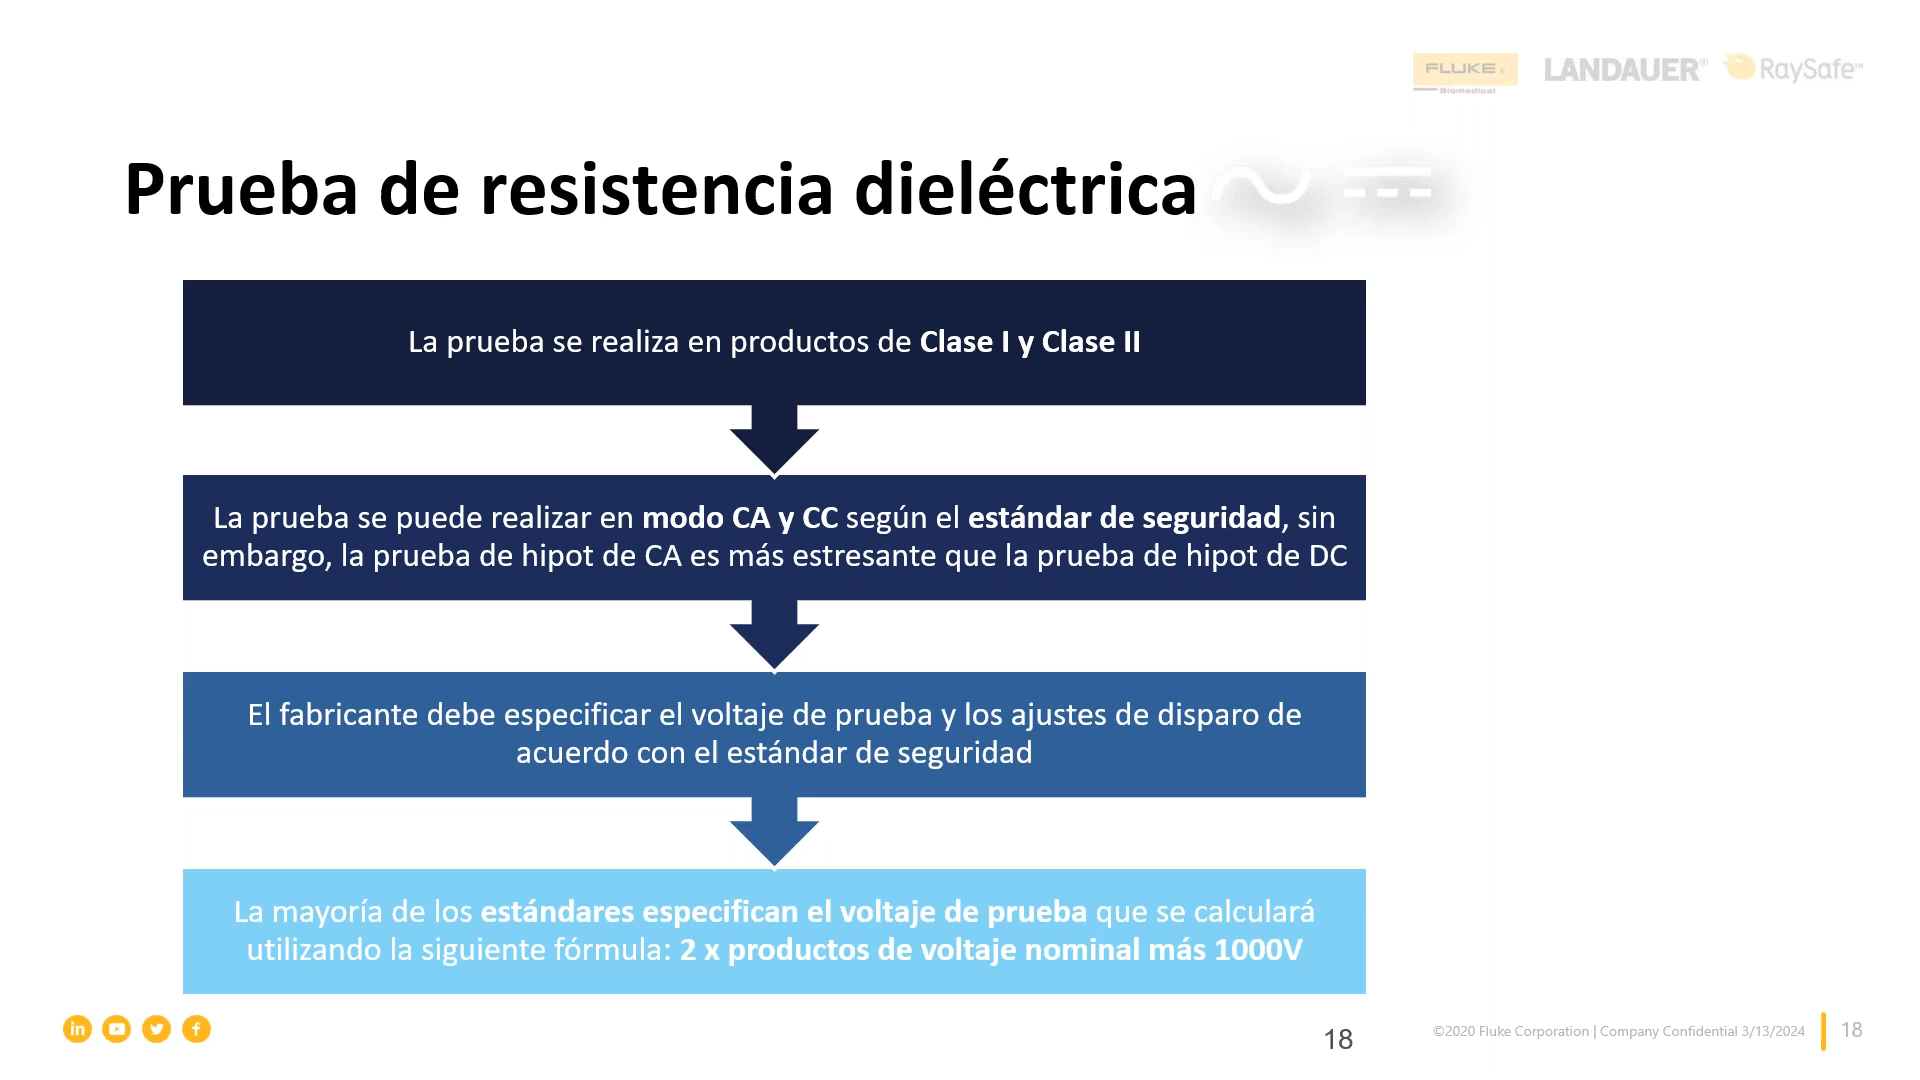 FLUKE®
Biomedical
LANDAUER®
RaySafe™
Prueba de resistencia dieléctrica
La prueba se realiza en productos de Clase I y Clase II
La prueba se puede realizar en modo CA y CC según el estándar de seguridad, sin
embargo, la prueba de hipot de CA es más estresante que la prueba de hipot de DC
El fabricante debe especificar el voltaje de prueba y los ajustes de disparo de
acuerdo con el estándar de seguridad
La mayoría de los estándares especifican el voltaje de prueba que se calculará
utilizando la siguiente fórmula: 2 x productos de voltaje nominal más 1000V
in
f
18
©2020 Fluke Corporation | Company Confidential 3/13/2024
18